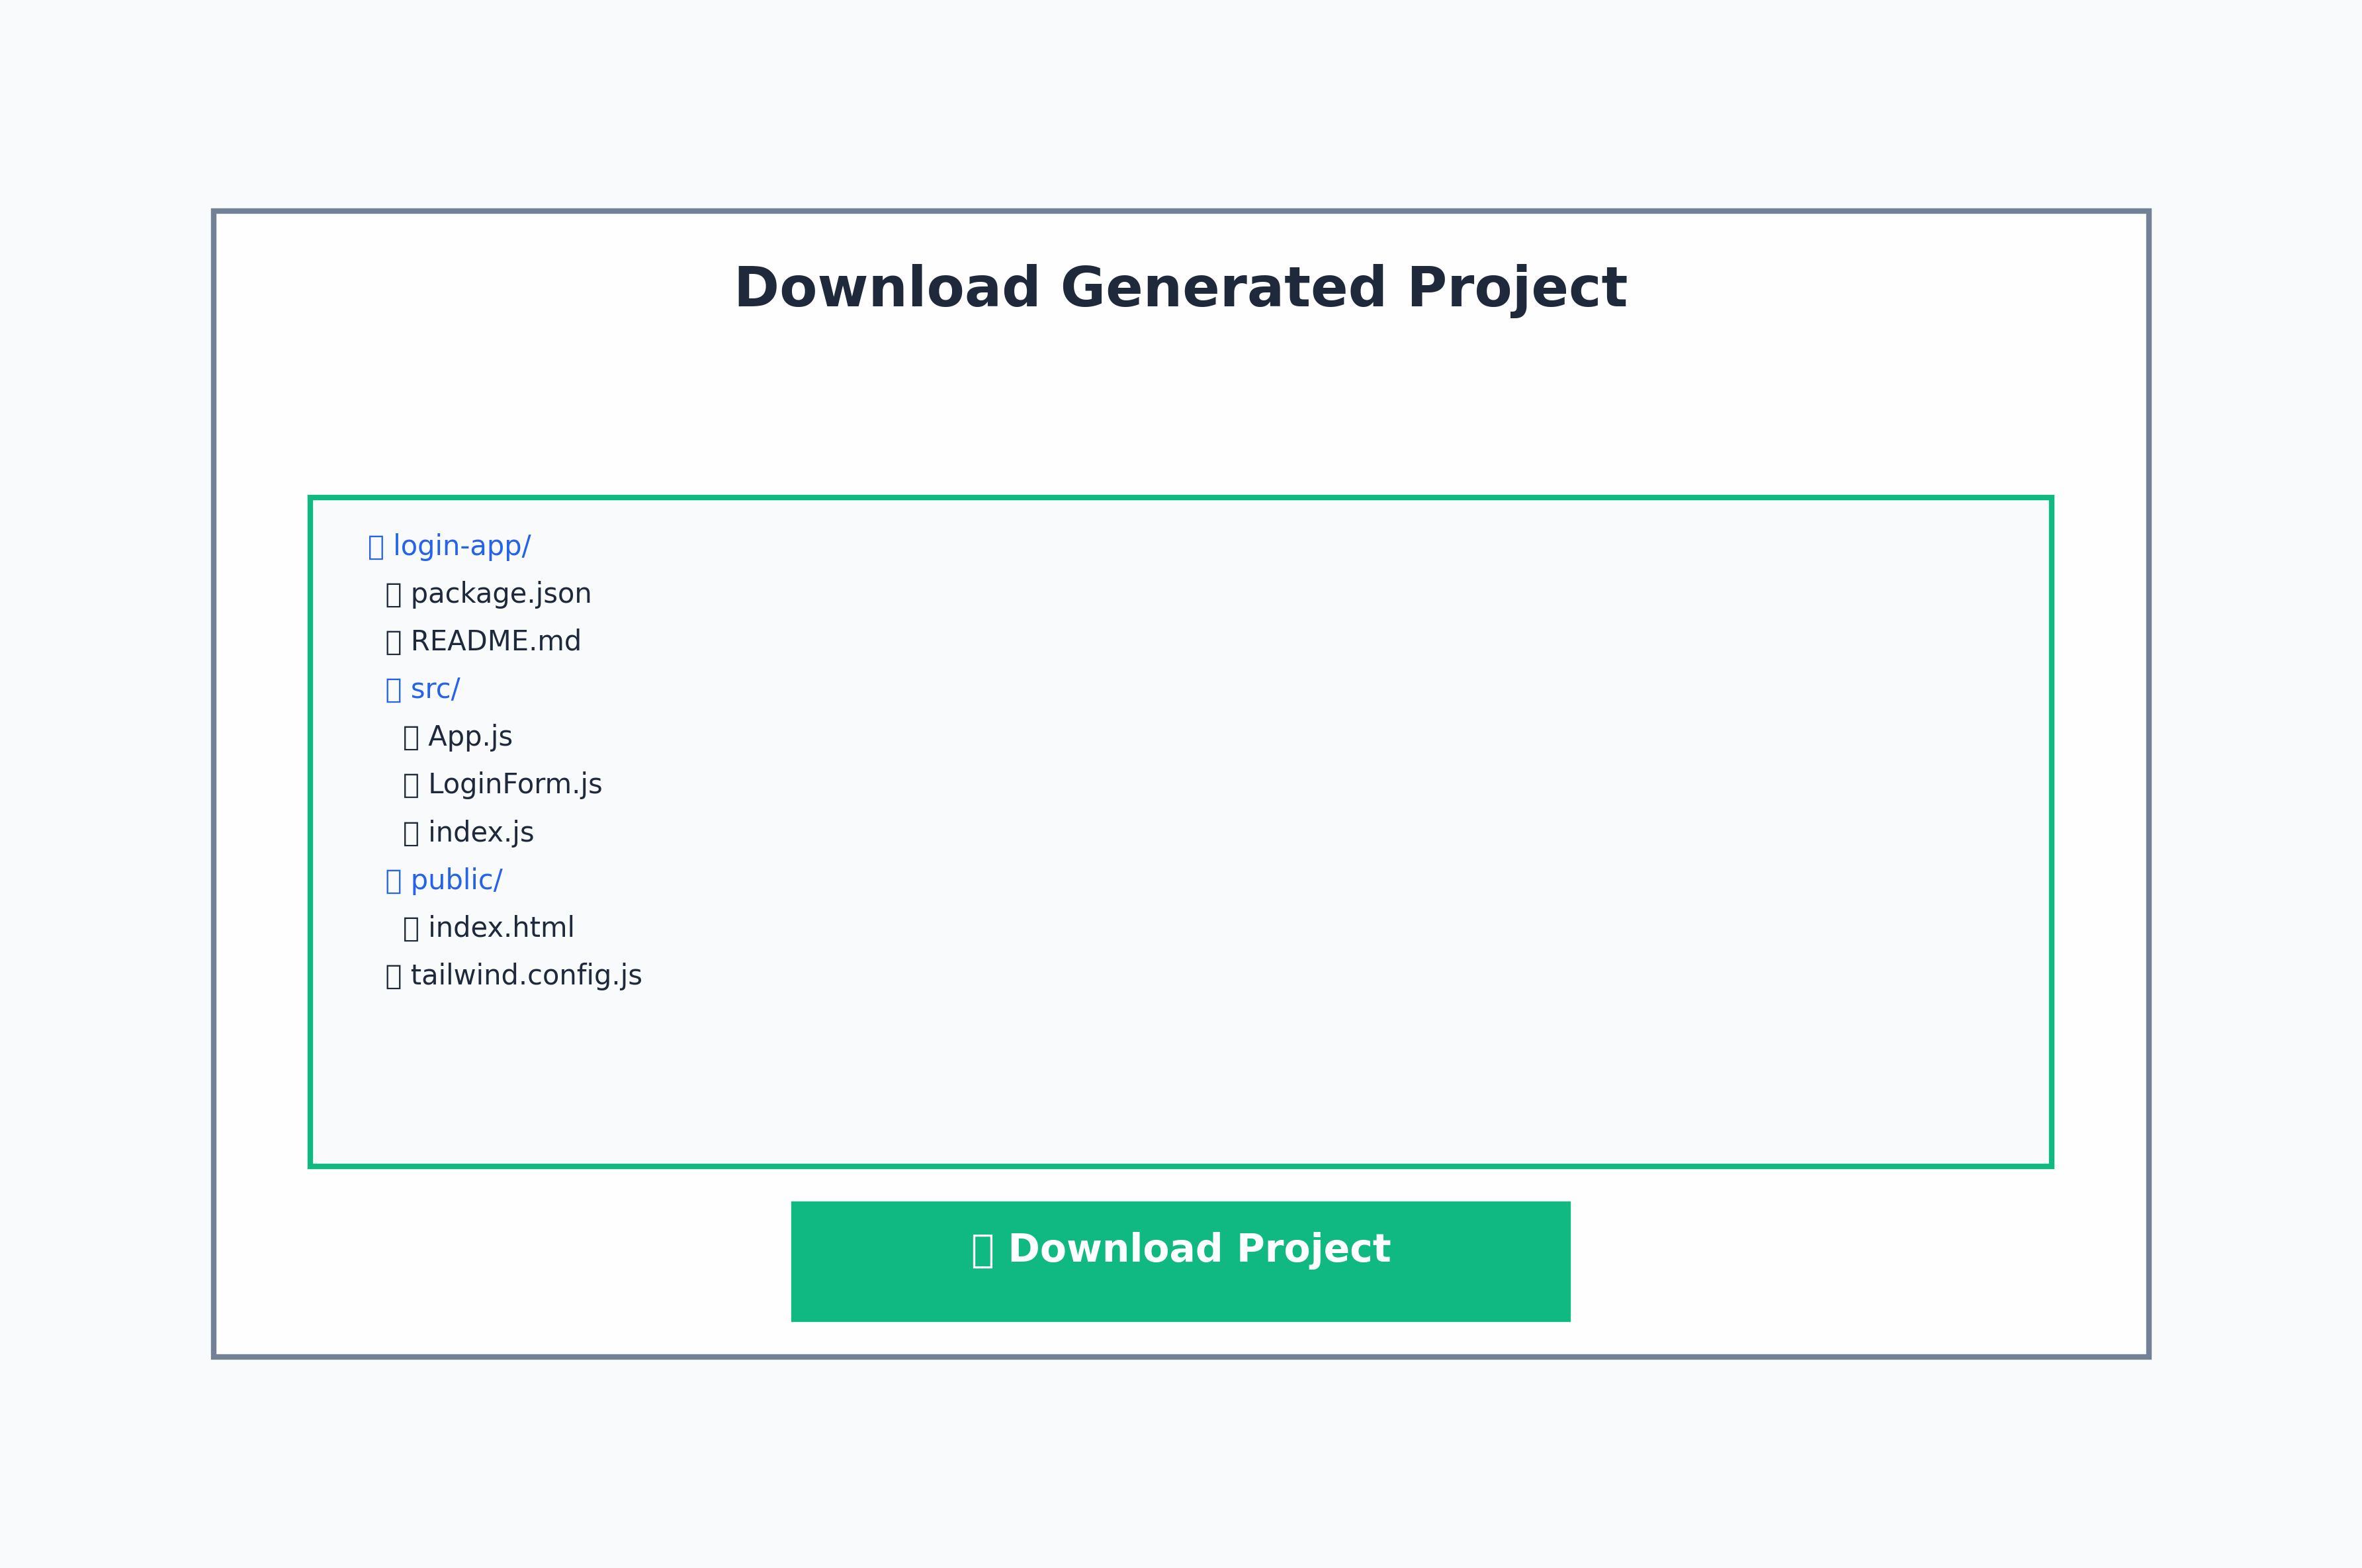 Download Generated Project
login-app/
package.json
README.md
src/
App.js
LoginForm.js
index.js
public/
index.html
tailwind.config.js
Download Project